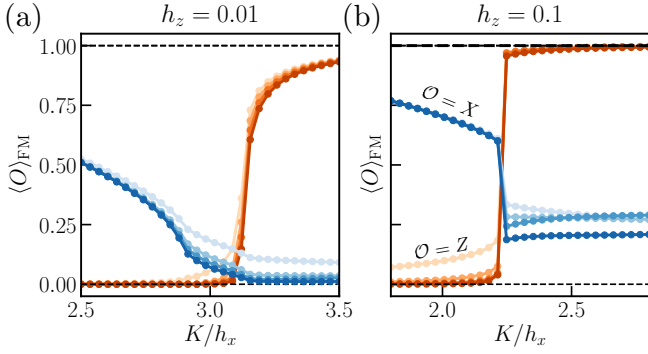 (a) h_z = 0.01
(b) h_z = 0.1
⟨O⟩_FM
1.00
0.75
0.50
0.25
0.00
2.5 3.0 3.5
K/h_x
⟨O⟩_FM
𝒪 = X
𝒪 = Z
2.0 2.5
K/h_x